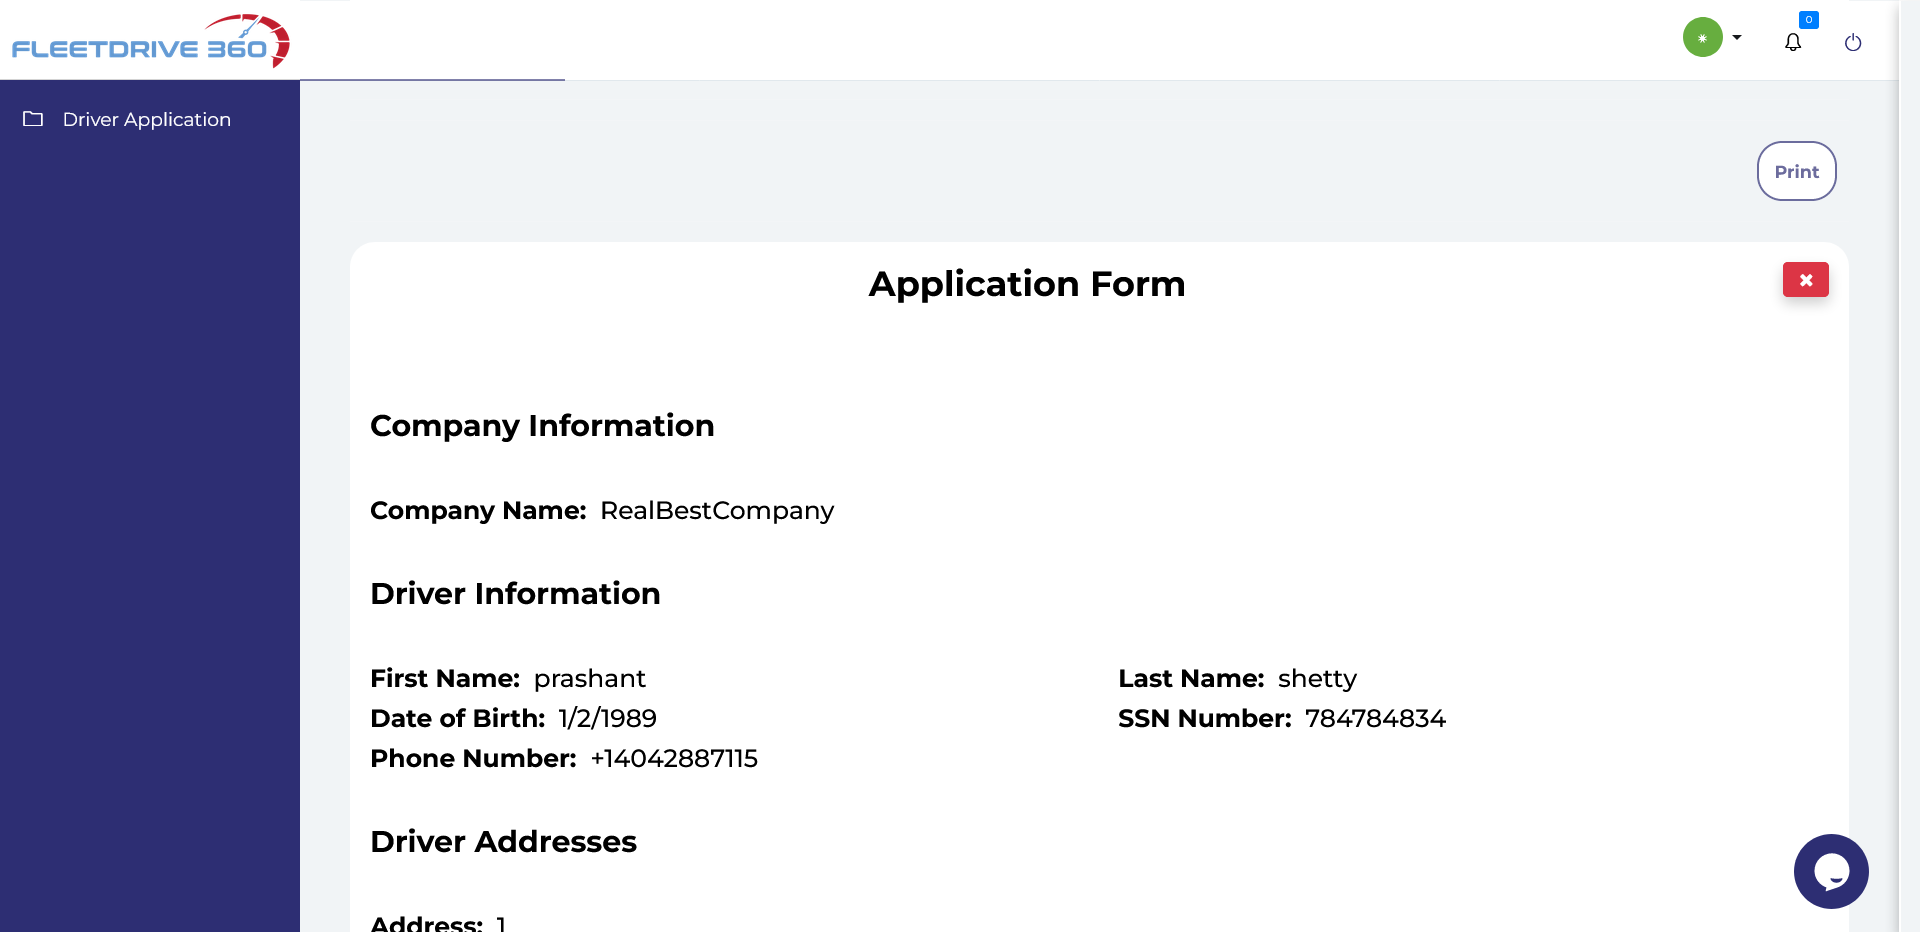 FLEETDRIVE 360
0
Driver Application
Print
Application Form
Company Information
Company Name: RealBestCompany
Driver Information
First Name: prashant
Last Name: shetty
Date of Birth: 1/2/1989
SSN Number: 784784834
Phone Number: +14042887115
Driver Addresses
Address: 1